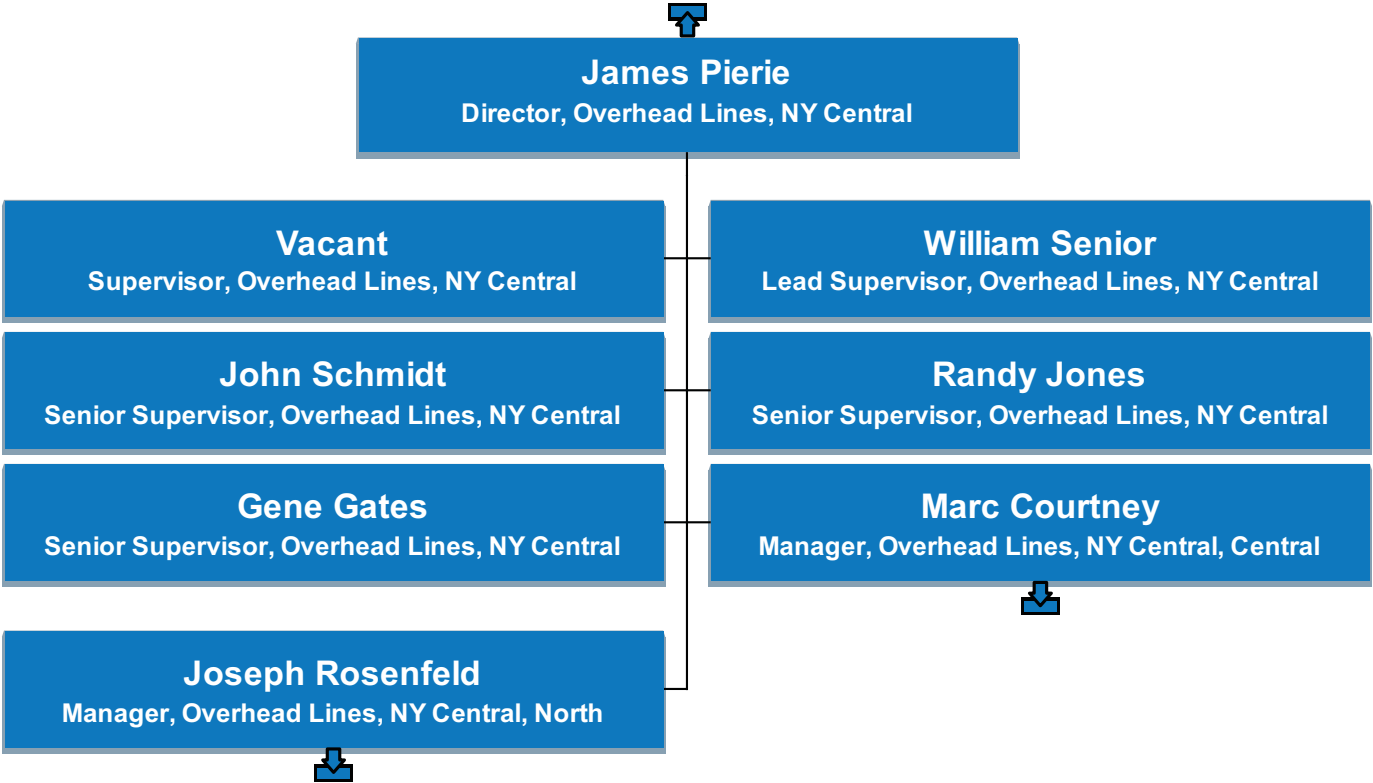 James Pierie
Director, Overhead Lines, NY Central
Vacant
Supervisor, Overhead Lines, NY Central
William Senior
Lead Supervisor, Overhead Lines, NY Central
John Schmidt
Senior Supervisor, Overhead Lines, NY Central
Randy Jones
Senior Supervisor, Overhead Lines, NY Central
Gene Gates
Senior Supervisor, Overhead Lines, NY Central
Marc Courtney
Manager, Overhead Lines, NY Central, Central
Joseph Rosenfeld
Manager, Overhead Lines, NY Central, North